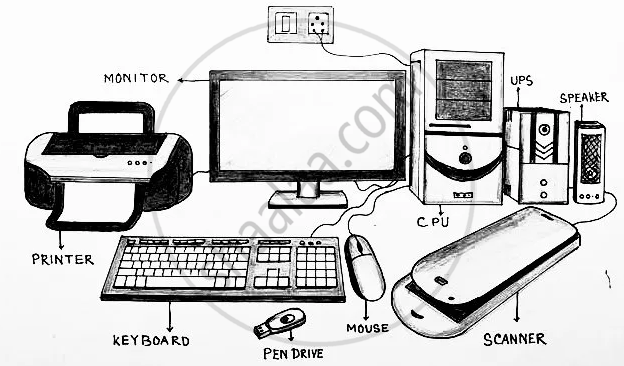 MONITOR
UPS
SPEAKER
CPU
PRINTER
KEYBOARD
PEN DRIVE
MOUSE
SCANNER